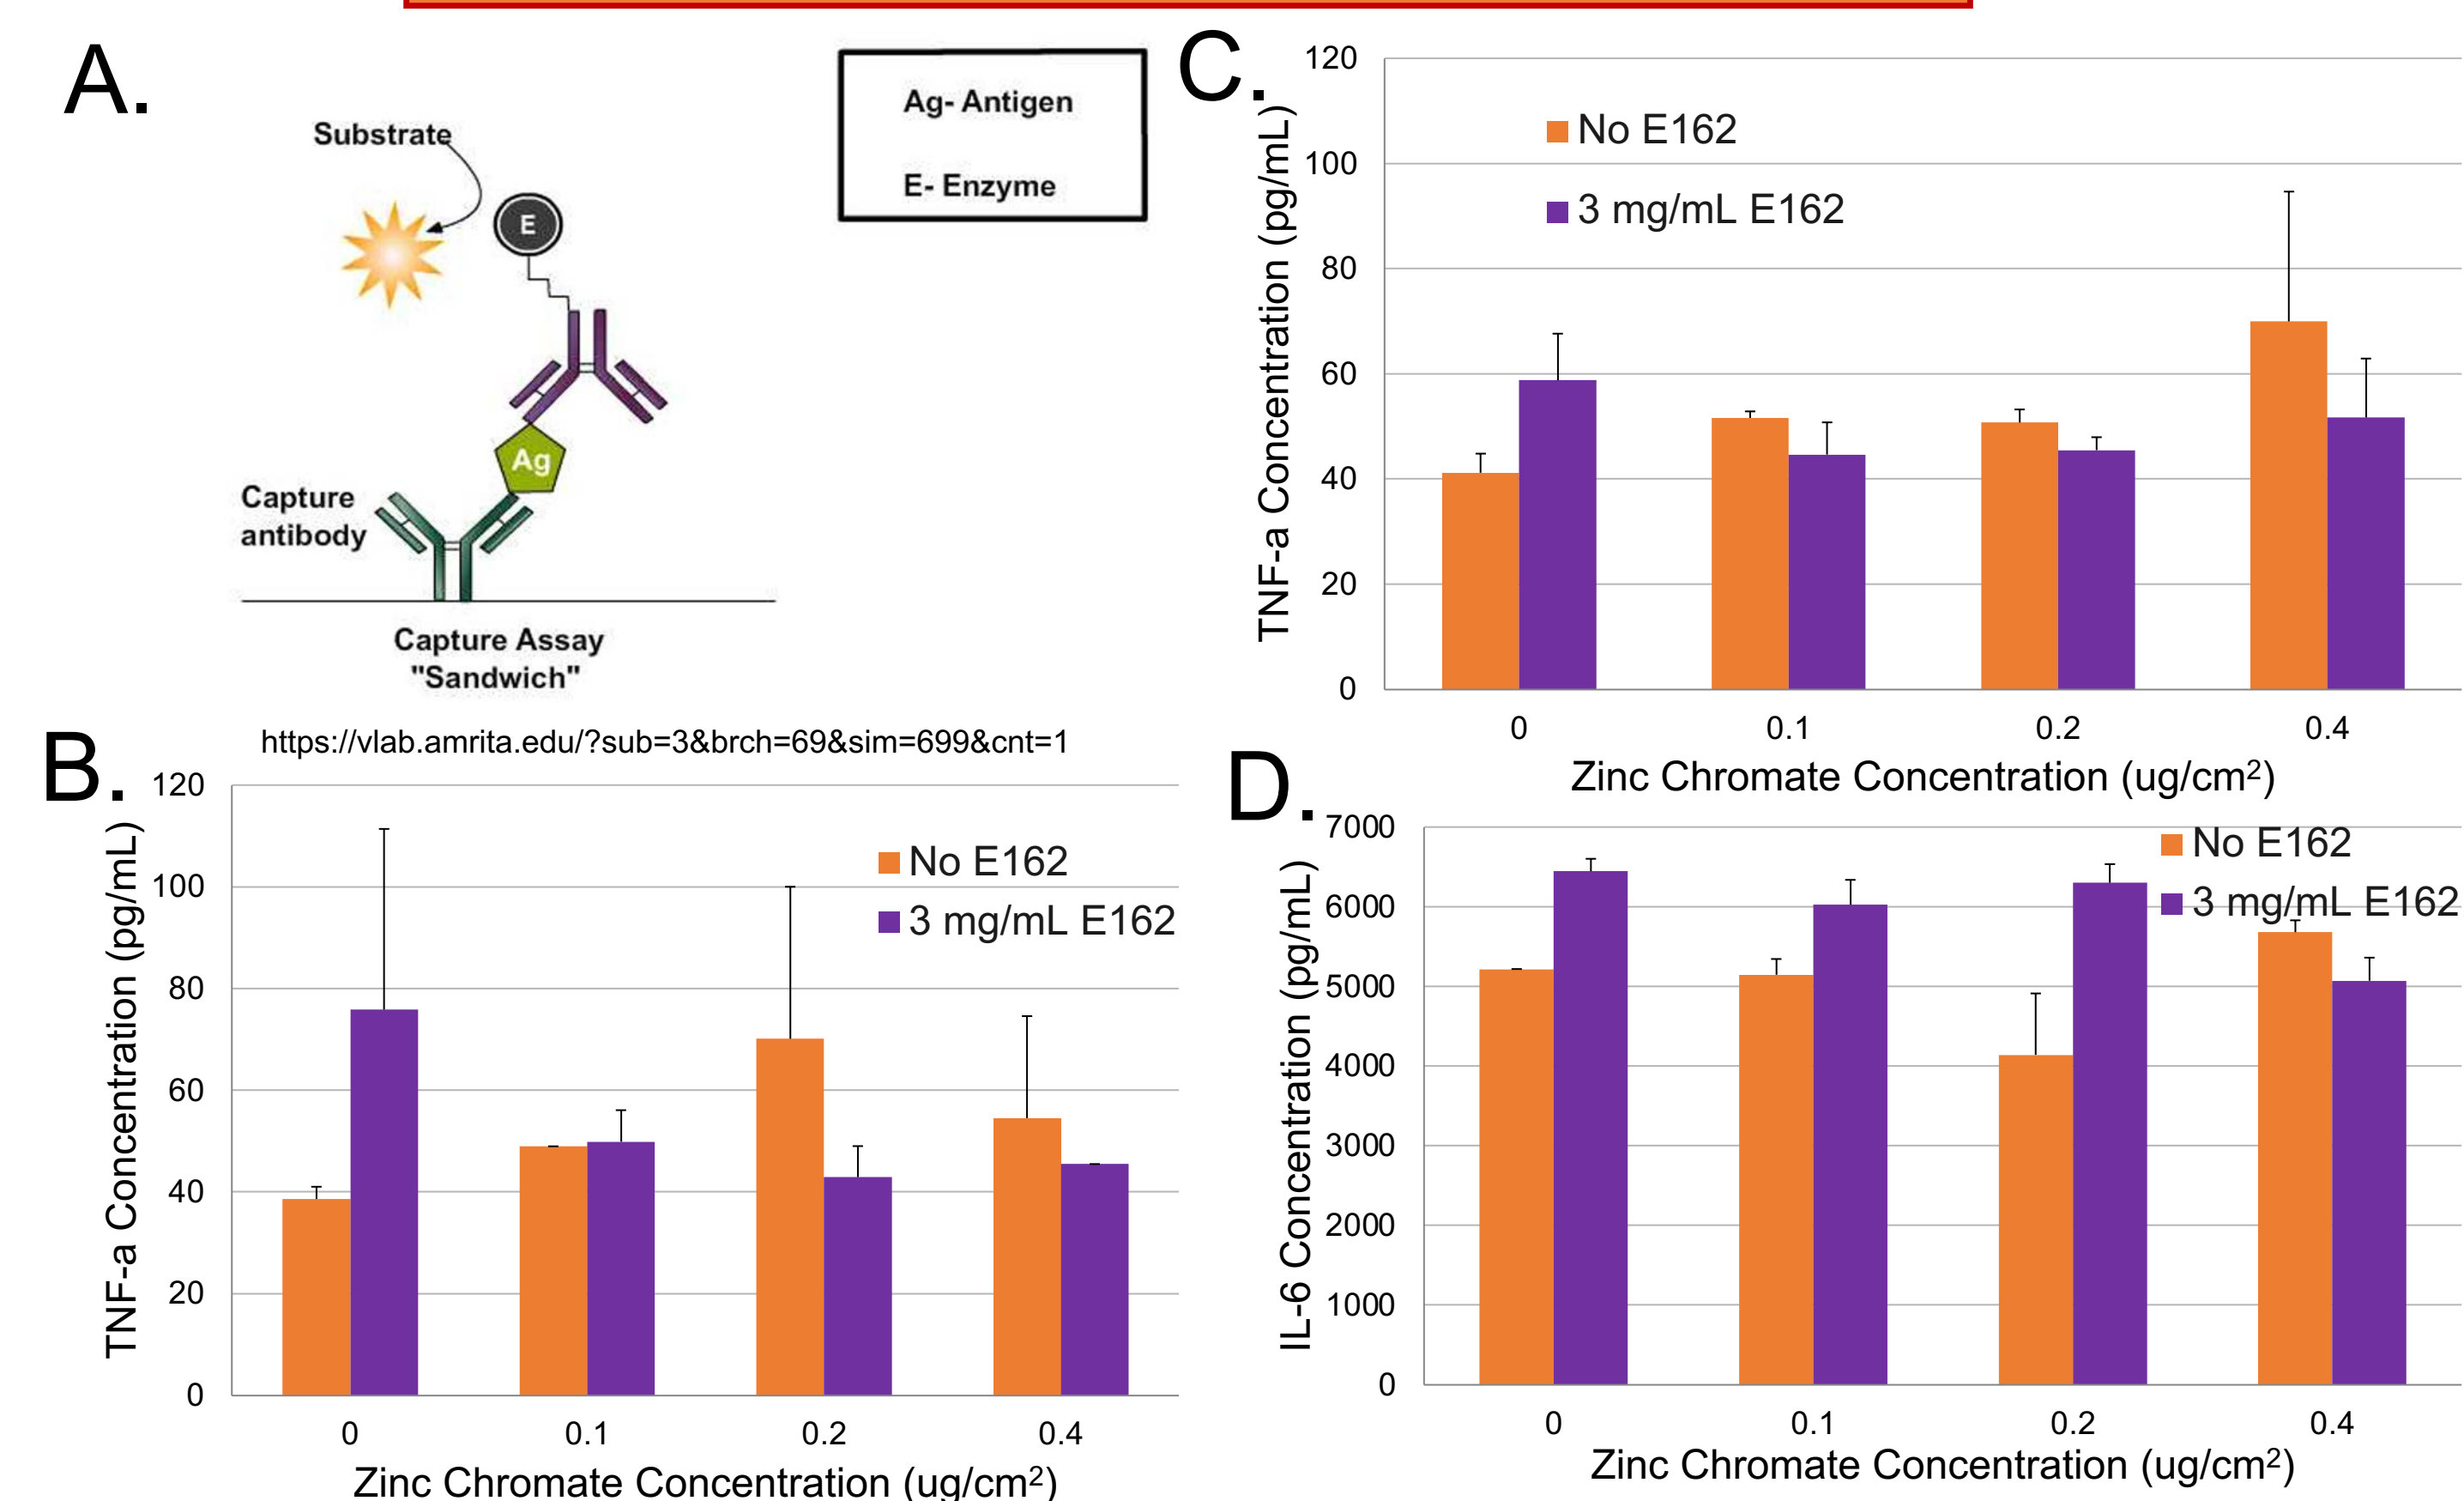 A.
Substrate
E
Ag
Capture
antibody
Capture Assay
"Sandwich"
Ag- Antigen
E- Enzyme
https://vlab.amrita.edu/?sub=3&brch=69&sim=699&cnt=1
B.
TNF-a Concentration (pg/mL)
120
100
80
60
40
20
0
No E162
3 mg/mL E162
0 0.1 0.2 0.4
Zinc Chromate Concentration (ug/cm²)
C.
TNF-a Concentration (pg/mL)
120
100
80
60
40
20
0
No E162
3 mg/mL E162
0 0.1 0.2 0.4
Zinc Chromate Concentration (ug/cm²)
D.
IL-6 Concentration (pg/mL)
7000
6000
5000
4000
3000
2000
1000
0
No E162
3 mg/mL E162
0 0.1 0.2 0.4
Zinc Chromate Concentration (ug/cm²)